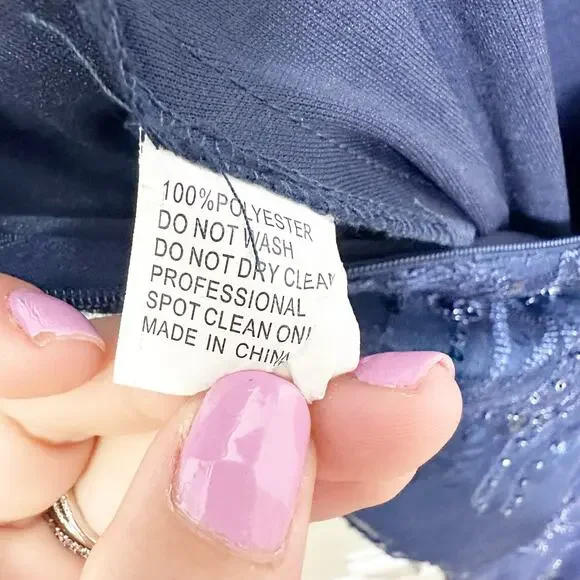 100%POLYESTER
DO NOT WASH
DO NOT DRY CLEAN
PROFESSIONAL
SPOT CLEAN ONL
MADE IN CHINA